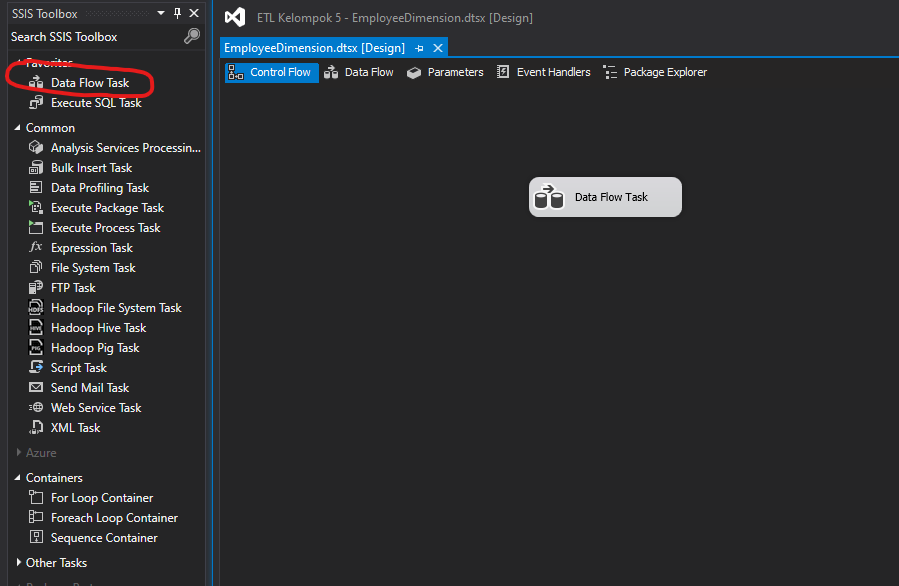 SSIS Toolbox
Search SSIS Toolbox
Favorites
Data Flow Task
Execute SQL Task
Common
Analysis Services Processin...
Bulk Insert Task
Data Profiling Task
Execute Package Task
Execute Process Task
fx Expression Task
File System Task
FTP Task
HDFS Hadoop File System Task
HIVE Hadoop Hive Task
PIG Hadoop Pig Task
Script Task
Send Mail Task
Web Service Task
XML Task
Azure
Containers
For Loop Container
Foreach Loop Container
Sequence Container
Other Tasks
ETL Kelompok 5 - EmployeeDimension.dtsx [Design]
EmployeeDimension.dtsx [Design]
Control Flow Data Flow Parameters Event Handlers Package Explorer
Data Flow Task